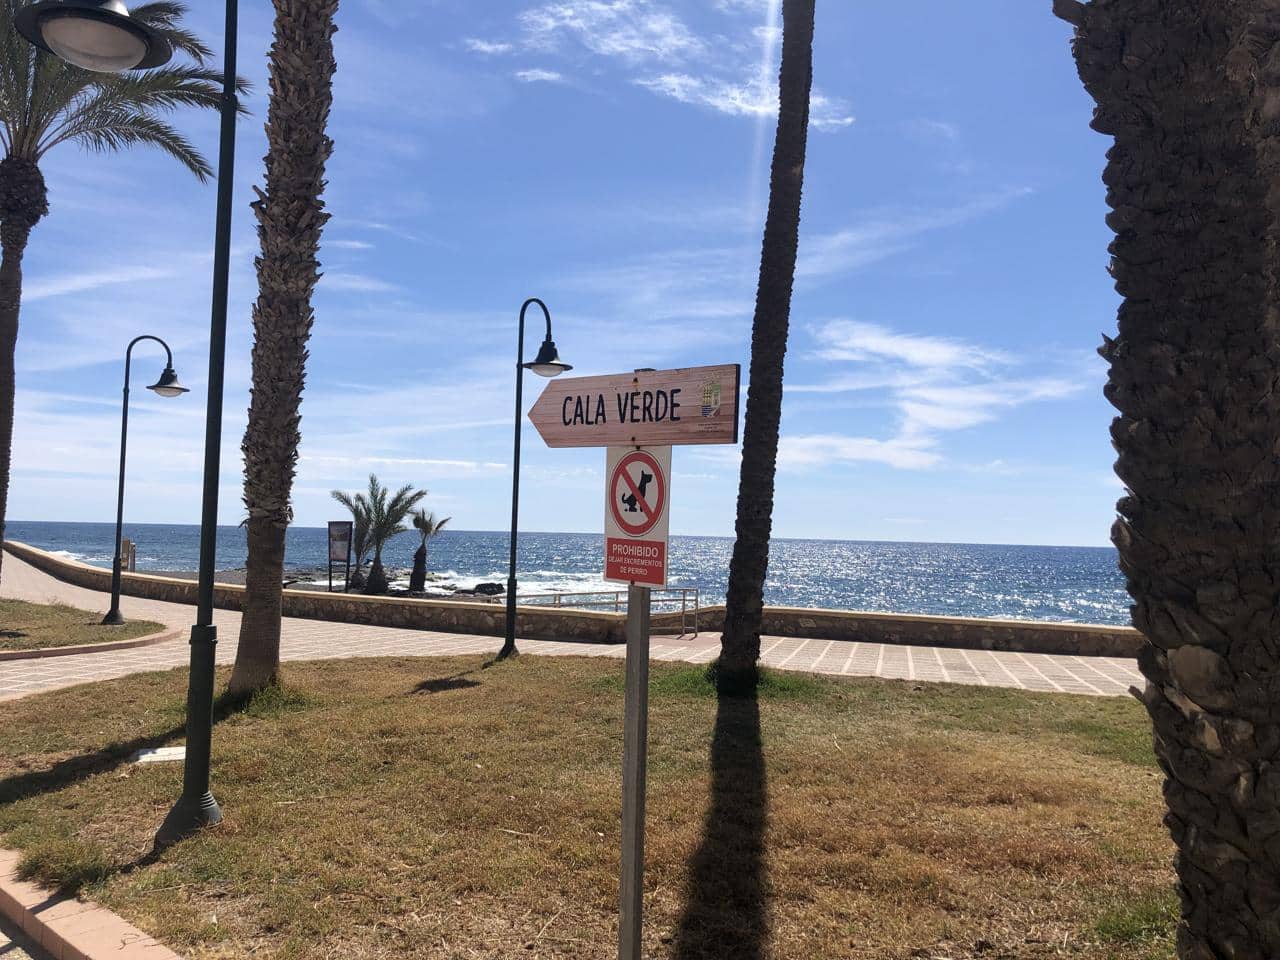 CALA VERDE
PROHIBIDO
DEJAR EXCREMENTOS
DE PERRO